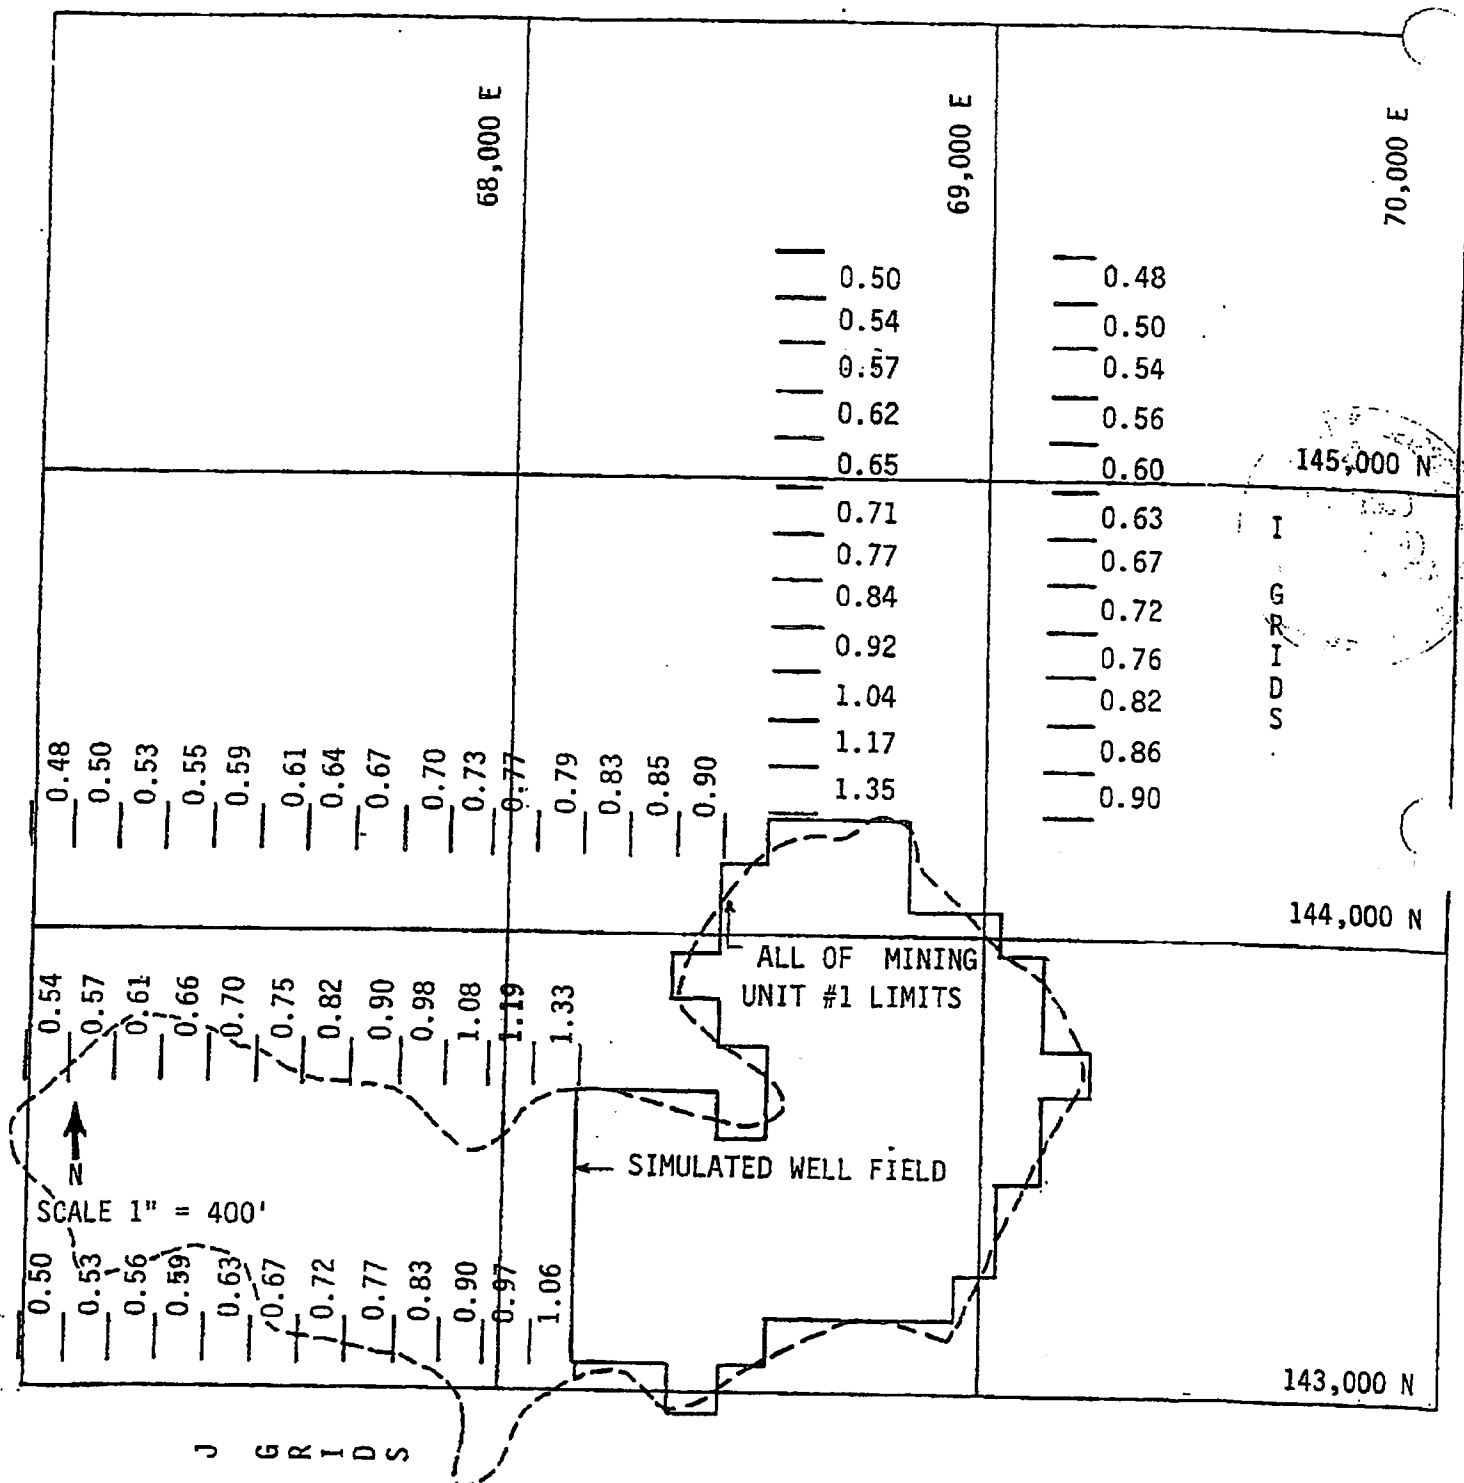 68,000 E
69,000 E
70,000 E
0.50
0.54
0.57
0.62
0.65
0.71
0.77
0.84
0.92
1.04
1.17
1.35
0.48
0.50
0.54
0.56
0.60
0.63
0.67
0.72
0.76
0.82
0.86
0.90
145,000 N
I GRIDS
0.48 0.50 0.53 0.55 0.59 0.61 0.64 0.67 0.70 0.73 0.77 0.79 0.83 0.85 0.90
144,000 N
ALL OF MINING
UNIT #1 LIMITS
0.54 0.57 0.61 0.66 0.70 0.75 0.82 0.90 0.98 1.08 1.19 1.33
N
SIMULATED WELL FIELD
SCALE 1" = 400'
0.50 0.53 0.56 0.59 0.63 0.67 0.72 0.77 0.83 0.90 0.97 1.06
143,000 N
J GRIDS